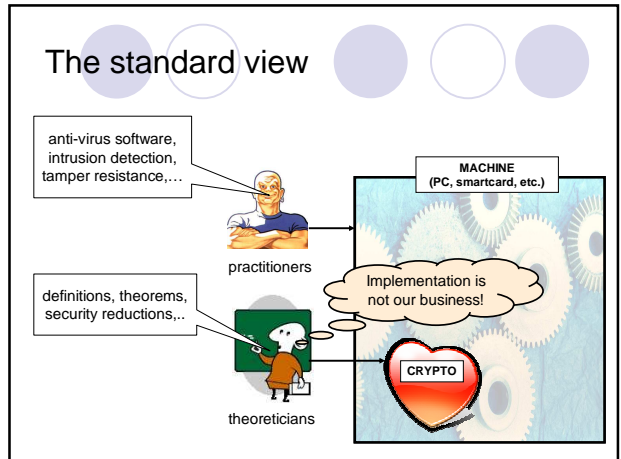 The standard view
anti-virus software,
intrusion detection,
tamper resistance,…
MACHINE
(PC, smartcard, etc.)
practitioners
Implementation is
not our business!
definitions, theorems,
security reductions,..
CRYPTO
theoreticians